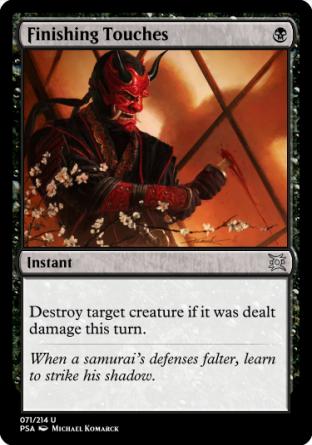 Finishing Touches
Instant
Destroy target creature if it was dealt
damage this turn.
When a samurai's defenses falter, learn
to strike his shadow.
071/214 U
PSA Michael Komarck